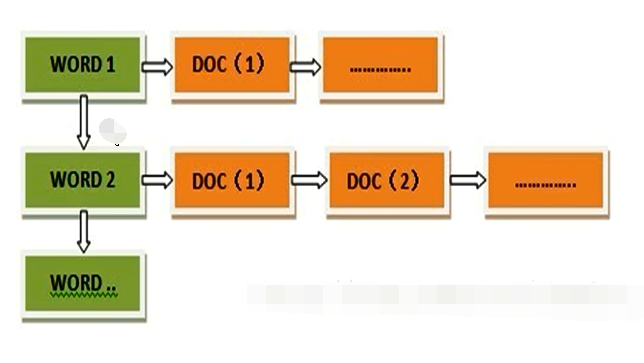 WORD 1 DOC（1） ..............
WORD 2 DOC（1） DOC（2） ..............
WORD ..